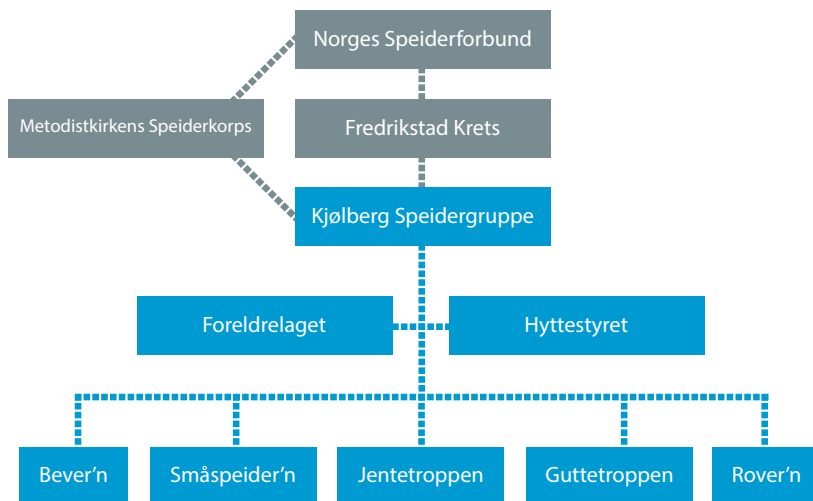 Norges Speiderforbund
Metodistkirkens Speiderkorps
Fredrikstad Krets
Kjølberg Speidergruppe
Foreldrelaget
Hyttestyret
Bever’n
Småspeider’n
Jentetroppen
Guttetroppen
Rover’n